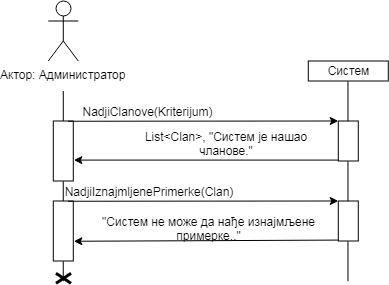 Актор: Администратор
Систем
NadjiClanove(Kriterijum)
List<Clan>, "Систем је нашао
чланове."
NadjiIznajmljenePrimerke(Clan)
"Систем не може да нађе изнајмљене
примерке.."